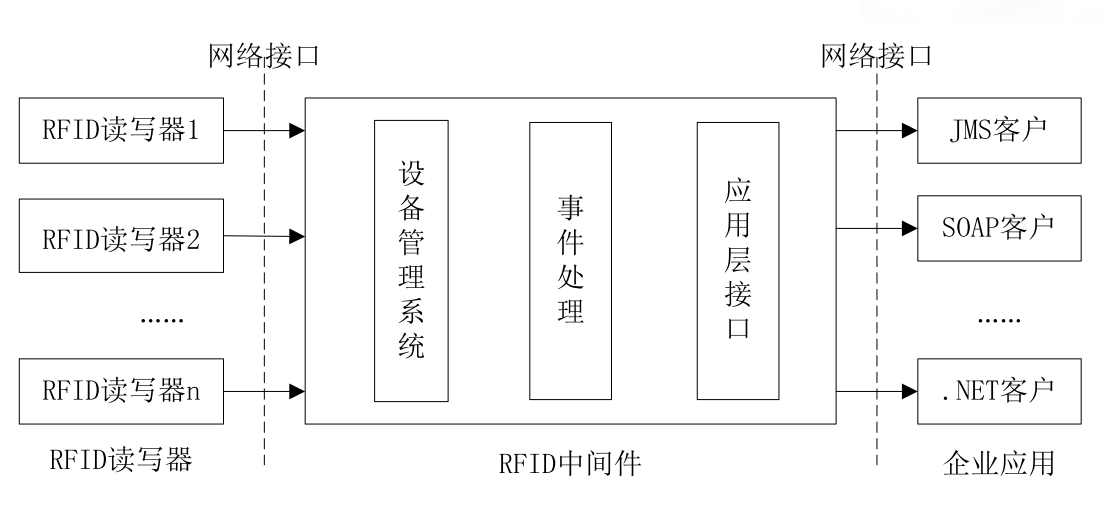 网络接口
网络接口
RFID读写器1
RFID读写器2
……
RFID读写器n
RFID读写器
设备管理系统
事件处理
应用层接口
RFID中间件
JMS客户
SOAP客户
……
.NET客户
企业应用